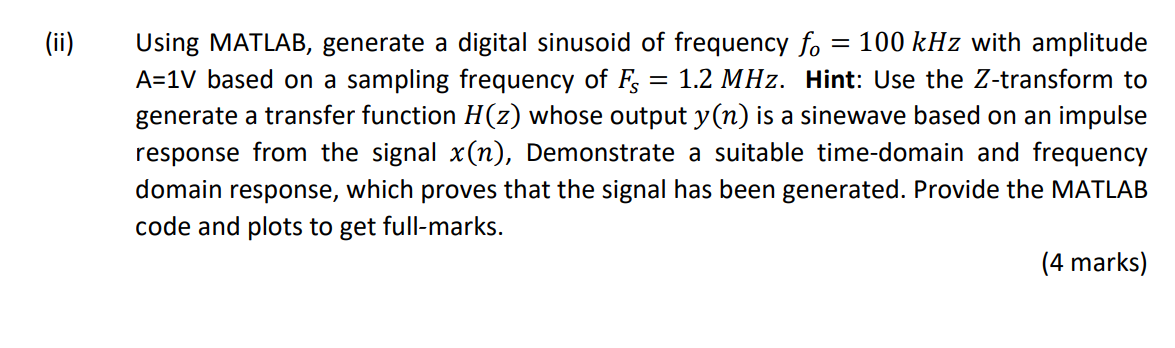 (ii) Using MATLAB, generate a digital sinusoid of frequency fₒ = 100 kHz with amplitude
A=1V based on a sampling frequency of Fₛ = 1.2 MHz. Hint: Use the Z-transform to
generate a transfer function H(z) whose output y(n) is a sinewave based on an impulse
response from the signal x(n), Demonstrate a suitable time-domain and frequency
domain response, which proves that the signal has been generated. Provide the MATLAB
code and plots to get full-marks.
(4 marks)